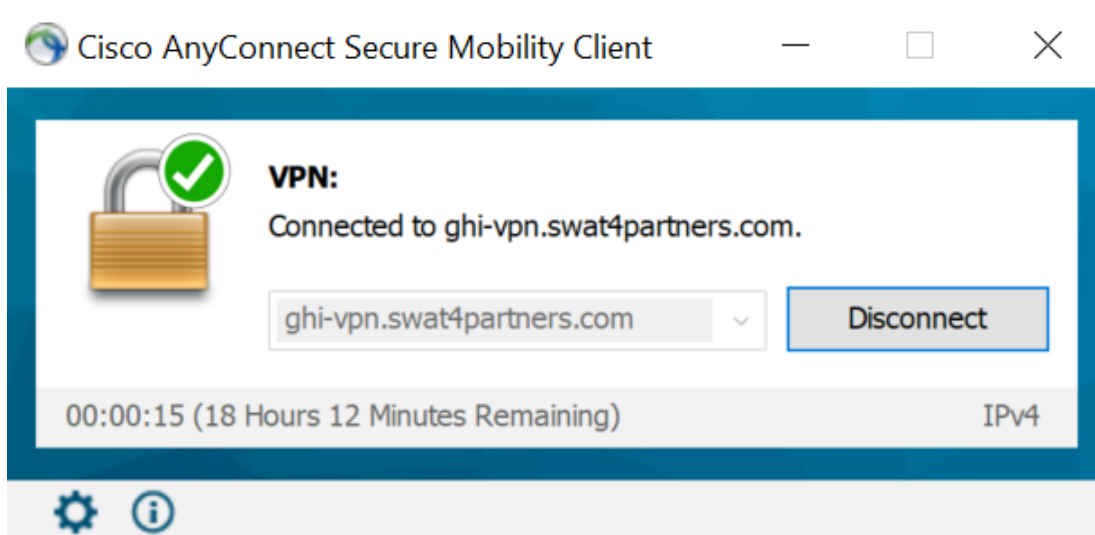 Cisco AnyConnect Secure Mobility Client
VPN:
Connected to ghi-vpn.swat4partners.com.
ghi-vpn.swat4partners.com
Disconnect
00:00:15 (18 Hours 12 Minutes Remaining)
IPv4